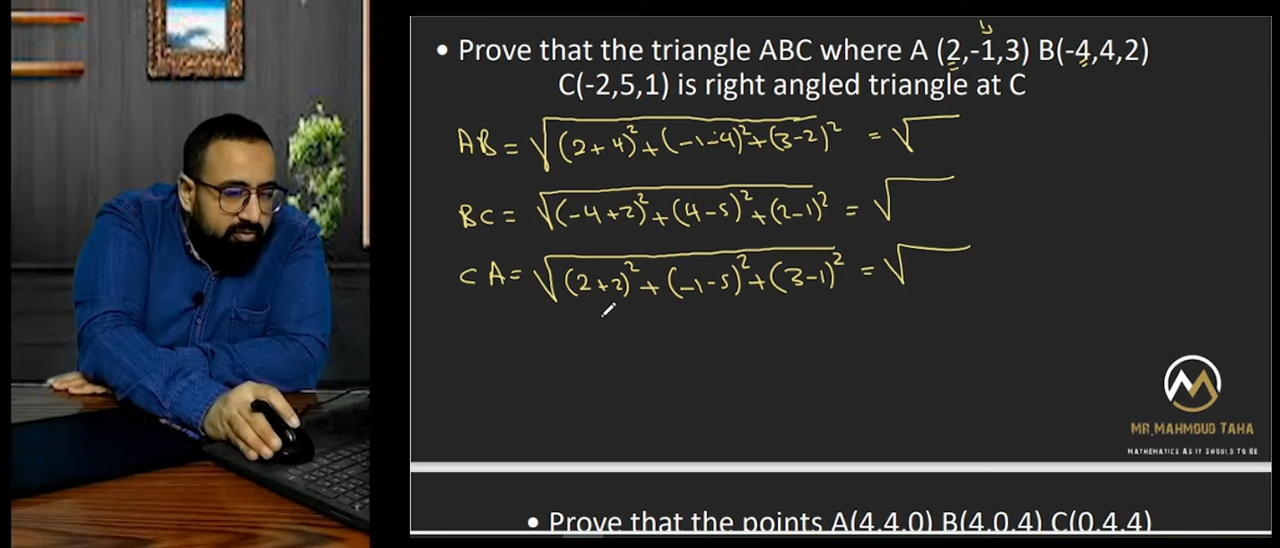 • Prove that the triangle ABC where A (2,-1,3) B(-4,4,2)
C(-2,5,1) is right angled triangle at C
AB = √(2+4)²+(-1-4)²+(3-2)² = √
BC = √(-4+2)²+(4-5)²+(2-1)² = √
CA = √(2+2)²+(-1-5)²+(3-1)² = √
MR.MAHMOUD TAHA
MATHEMATICS AS IT SHOULD TO BE
• Prove that the points A(4,4,0) B(4,0,4) C(0,4,4)